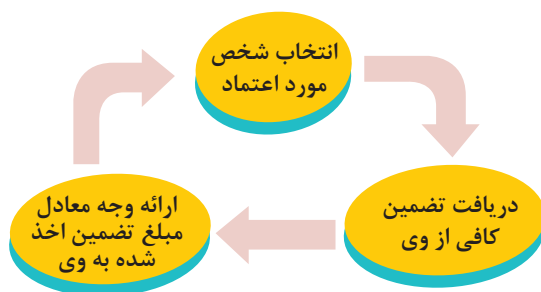 انتخاب شخص
مورد اعتماد
دریافت تضمین
کافی از وی
ارائه وجه معادل
مبلغ تضمین اخذ
شده به وی